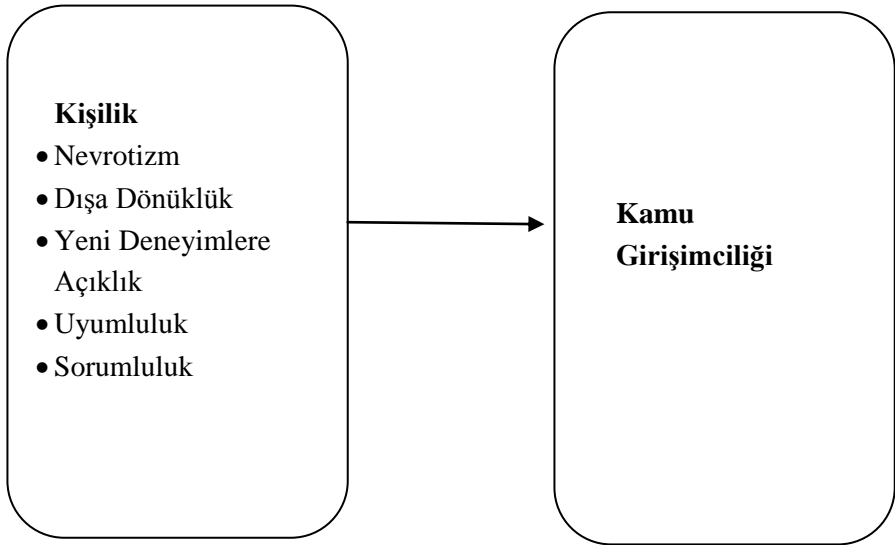 Kişilik
• Nevrotizm
• Dışa Dönüklük
• Yeni Deneyimlere
Açıklık
• Uyumluluk
• Sorumluluk
Kamu
Girişimciliği